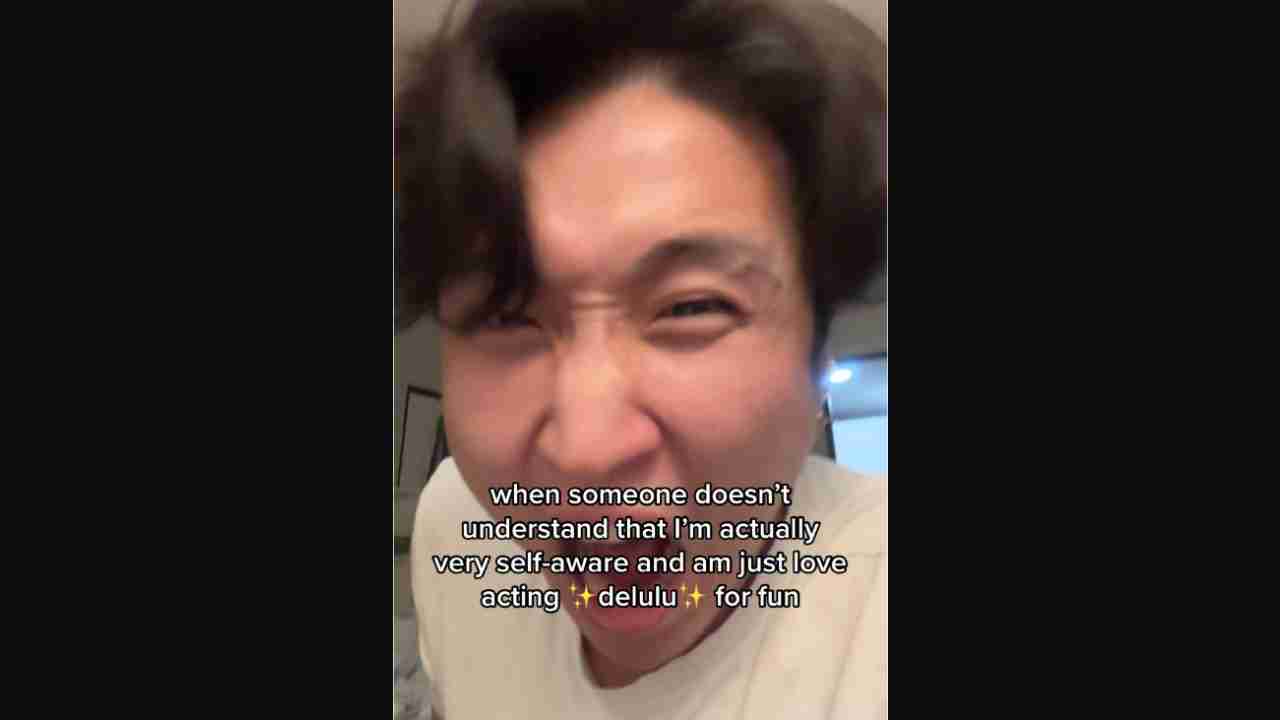 when someone doesn’t
understand that I’m actually
very self-aware and am just love
acting ✨delulu✨ for fun